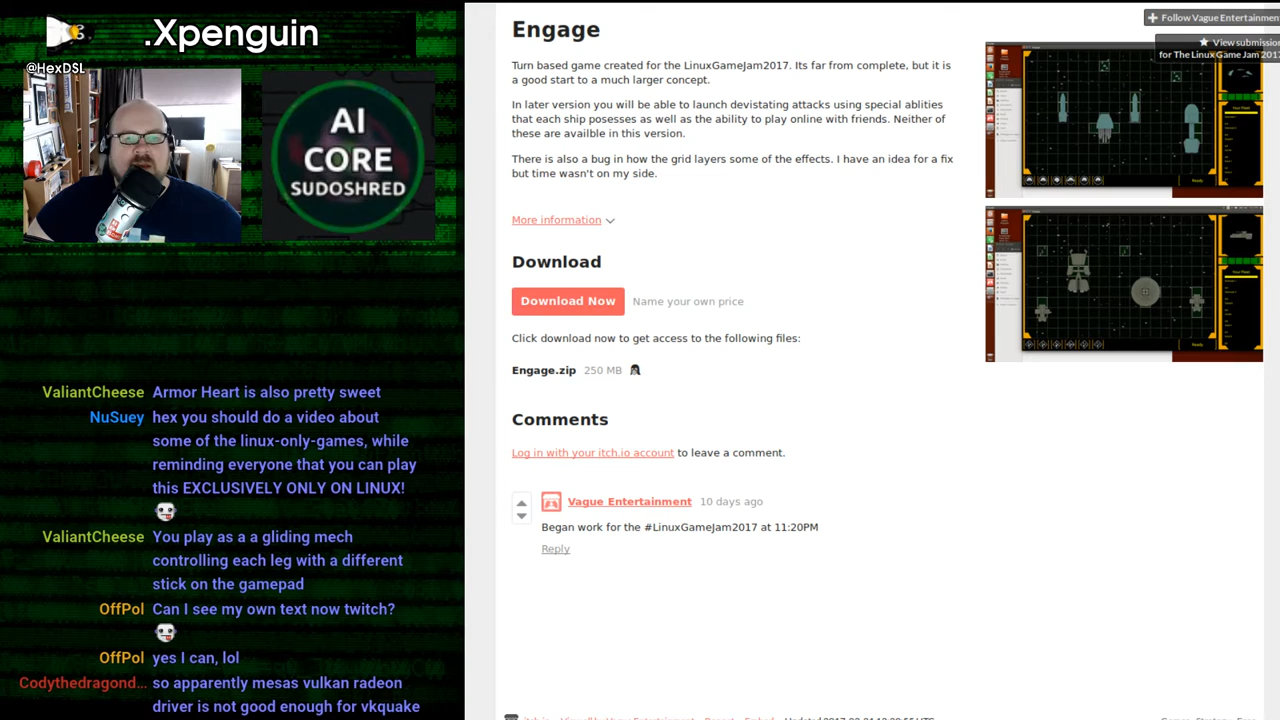 .Xpenguin
@HexDSL
AI
CORE
SUDOSHRED
ValiantCheese Armor Heart is also pretty sweet
NuSuey hex you should do a video about
some of the linux-only-games, while
reminding everyone that you can play
this EXCLUSIVELY ONLY ON LINUX!
ValiantCheese You play as a a gliding mech
controlling each leg with a different
stick on the gamepad
OffPol Can I see my own text now twitch?
OffPol yes I can, lol
Codythedragond... so apparently mesas vulkan radeon
driver is not good enough for vkquake
Engage
Turn based game created for the LinuxGameJam2017. Its far from complete, but it is
a good start to a much larger concept.
In later version you will be able to launch devistating attacks using special ablities
that each ship posesses as well as the ability to play online with friends. Neither of
these are availble in this version.
There is also a bug in how the grid layers some of the effects. I have an idea for a fix
but time wasn't on my side.
More information
Download
Download Now Name your own price
Click download now to get access to the following files:
Engage.zip 250 MB
Comments
Log in with your itch.io account to leave a comment.
Vague Entertainment 10 days ago
Began work for the #LinuxGameJam2017 at 11:20PM
Reply
Follow Vague Entertainmen
View submission
for The Linux Game Jam 2017
Your Fleet
Ready
Your Fleet
Ready